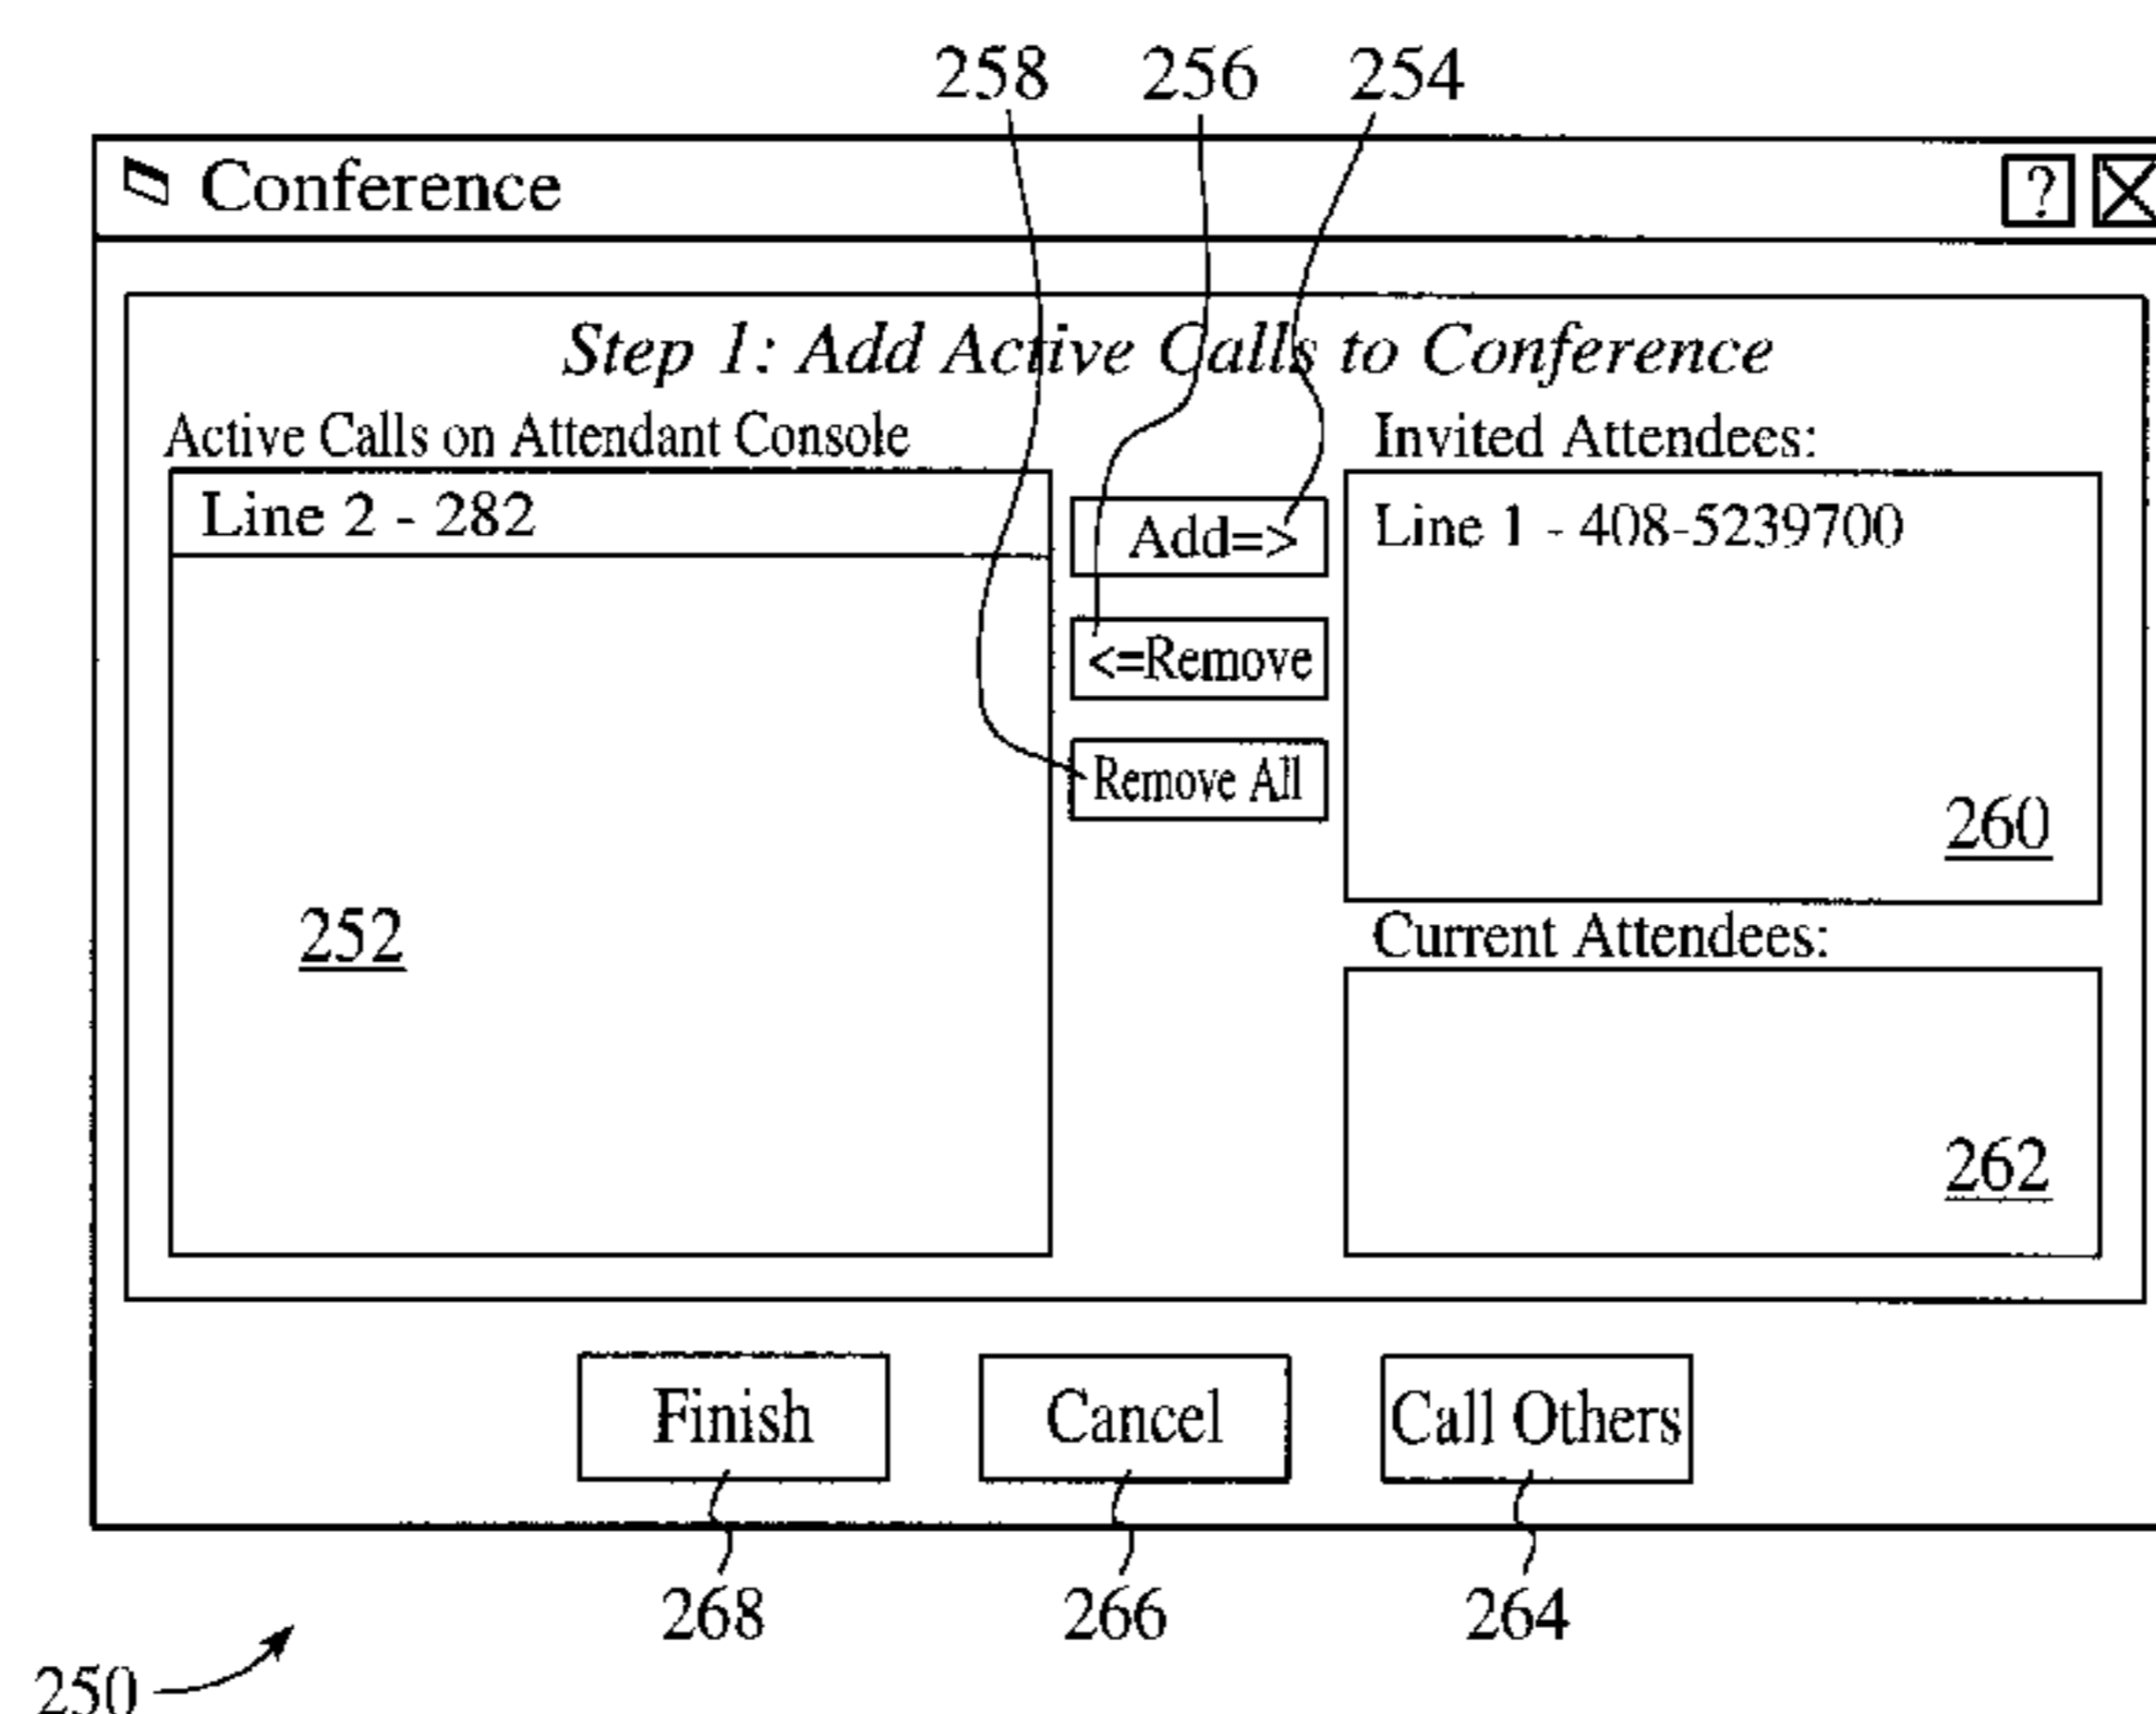 258 256 254
Conference ?
Step 1: Add Active Calls to Conference
Active Calls on Attendant Console
Line 2 - 282
252
Add=>
<=Remove
Remove All
Invited Attendees:
Line 1 - 408-5239700
260
Current Attendees:
262
Finish Cancel Call Others
268 266 264
250